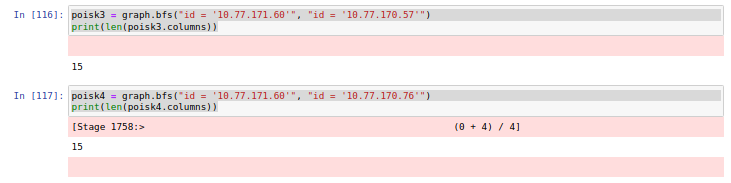 In [116]: poisk3 = graph.bfs("id = '10.77.171.60'", "id = '10.77.170.57'")
print(len(poisk3.columns))
15
In [117]: poisk4 = graph.bfs("id = '10.77.171.60'", "id = '10.77.170.76'")
print(len(poisk4.columns))
[Stage 1758:> (0 + 4) / 4]
15